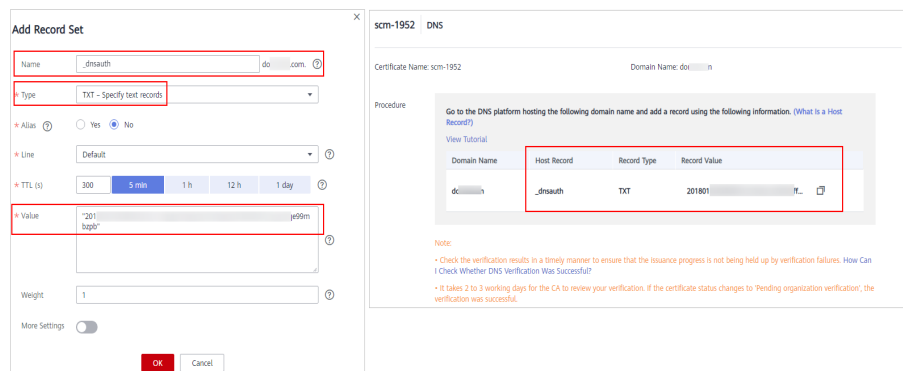 Add Record Set
Name
_dnsauth
do .com.
Type
TXT – Specify text records
Alias
Yes
No
Line
Default
TTL (s)
300
5 min
1 h
12 h
1 day
Value
"201 je99m
bzpb"
Weight
1
More Settings
OK
Cancel
scm-1952 DNS
Certificate Name: scm-1952
Domain Name: doi n
Procedure
Go to the DNS platform hosting the following domain name and add a record using the following information. (What Is a Host
Record?)
View Tutorial
Domain Name Host Record Record Type Record Value
dc n _dnsauth TXT 201801 ff...
Note:
• Check the verification results in a timely manner to ensure that the issuance progress is not being held up by verification failures. How Can
I Check Whether DNS Verification Was Successful?
• It takes 2 to 3 working days for the CA to review your verification. If the certificate status changes to 'Pending organization verification', the
verification was successful.